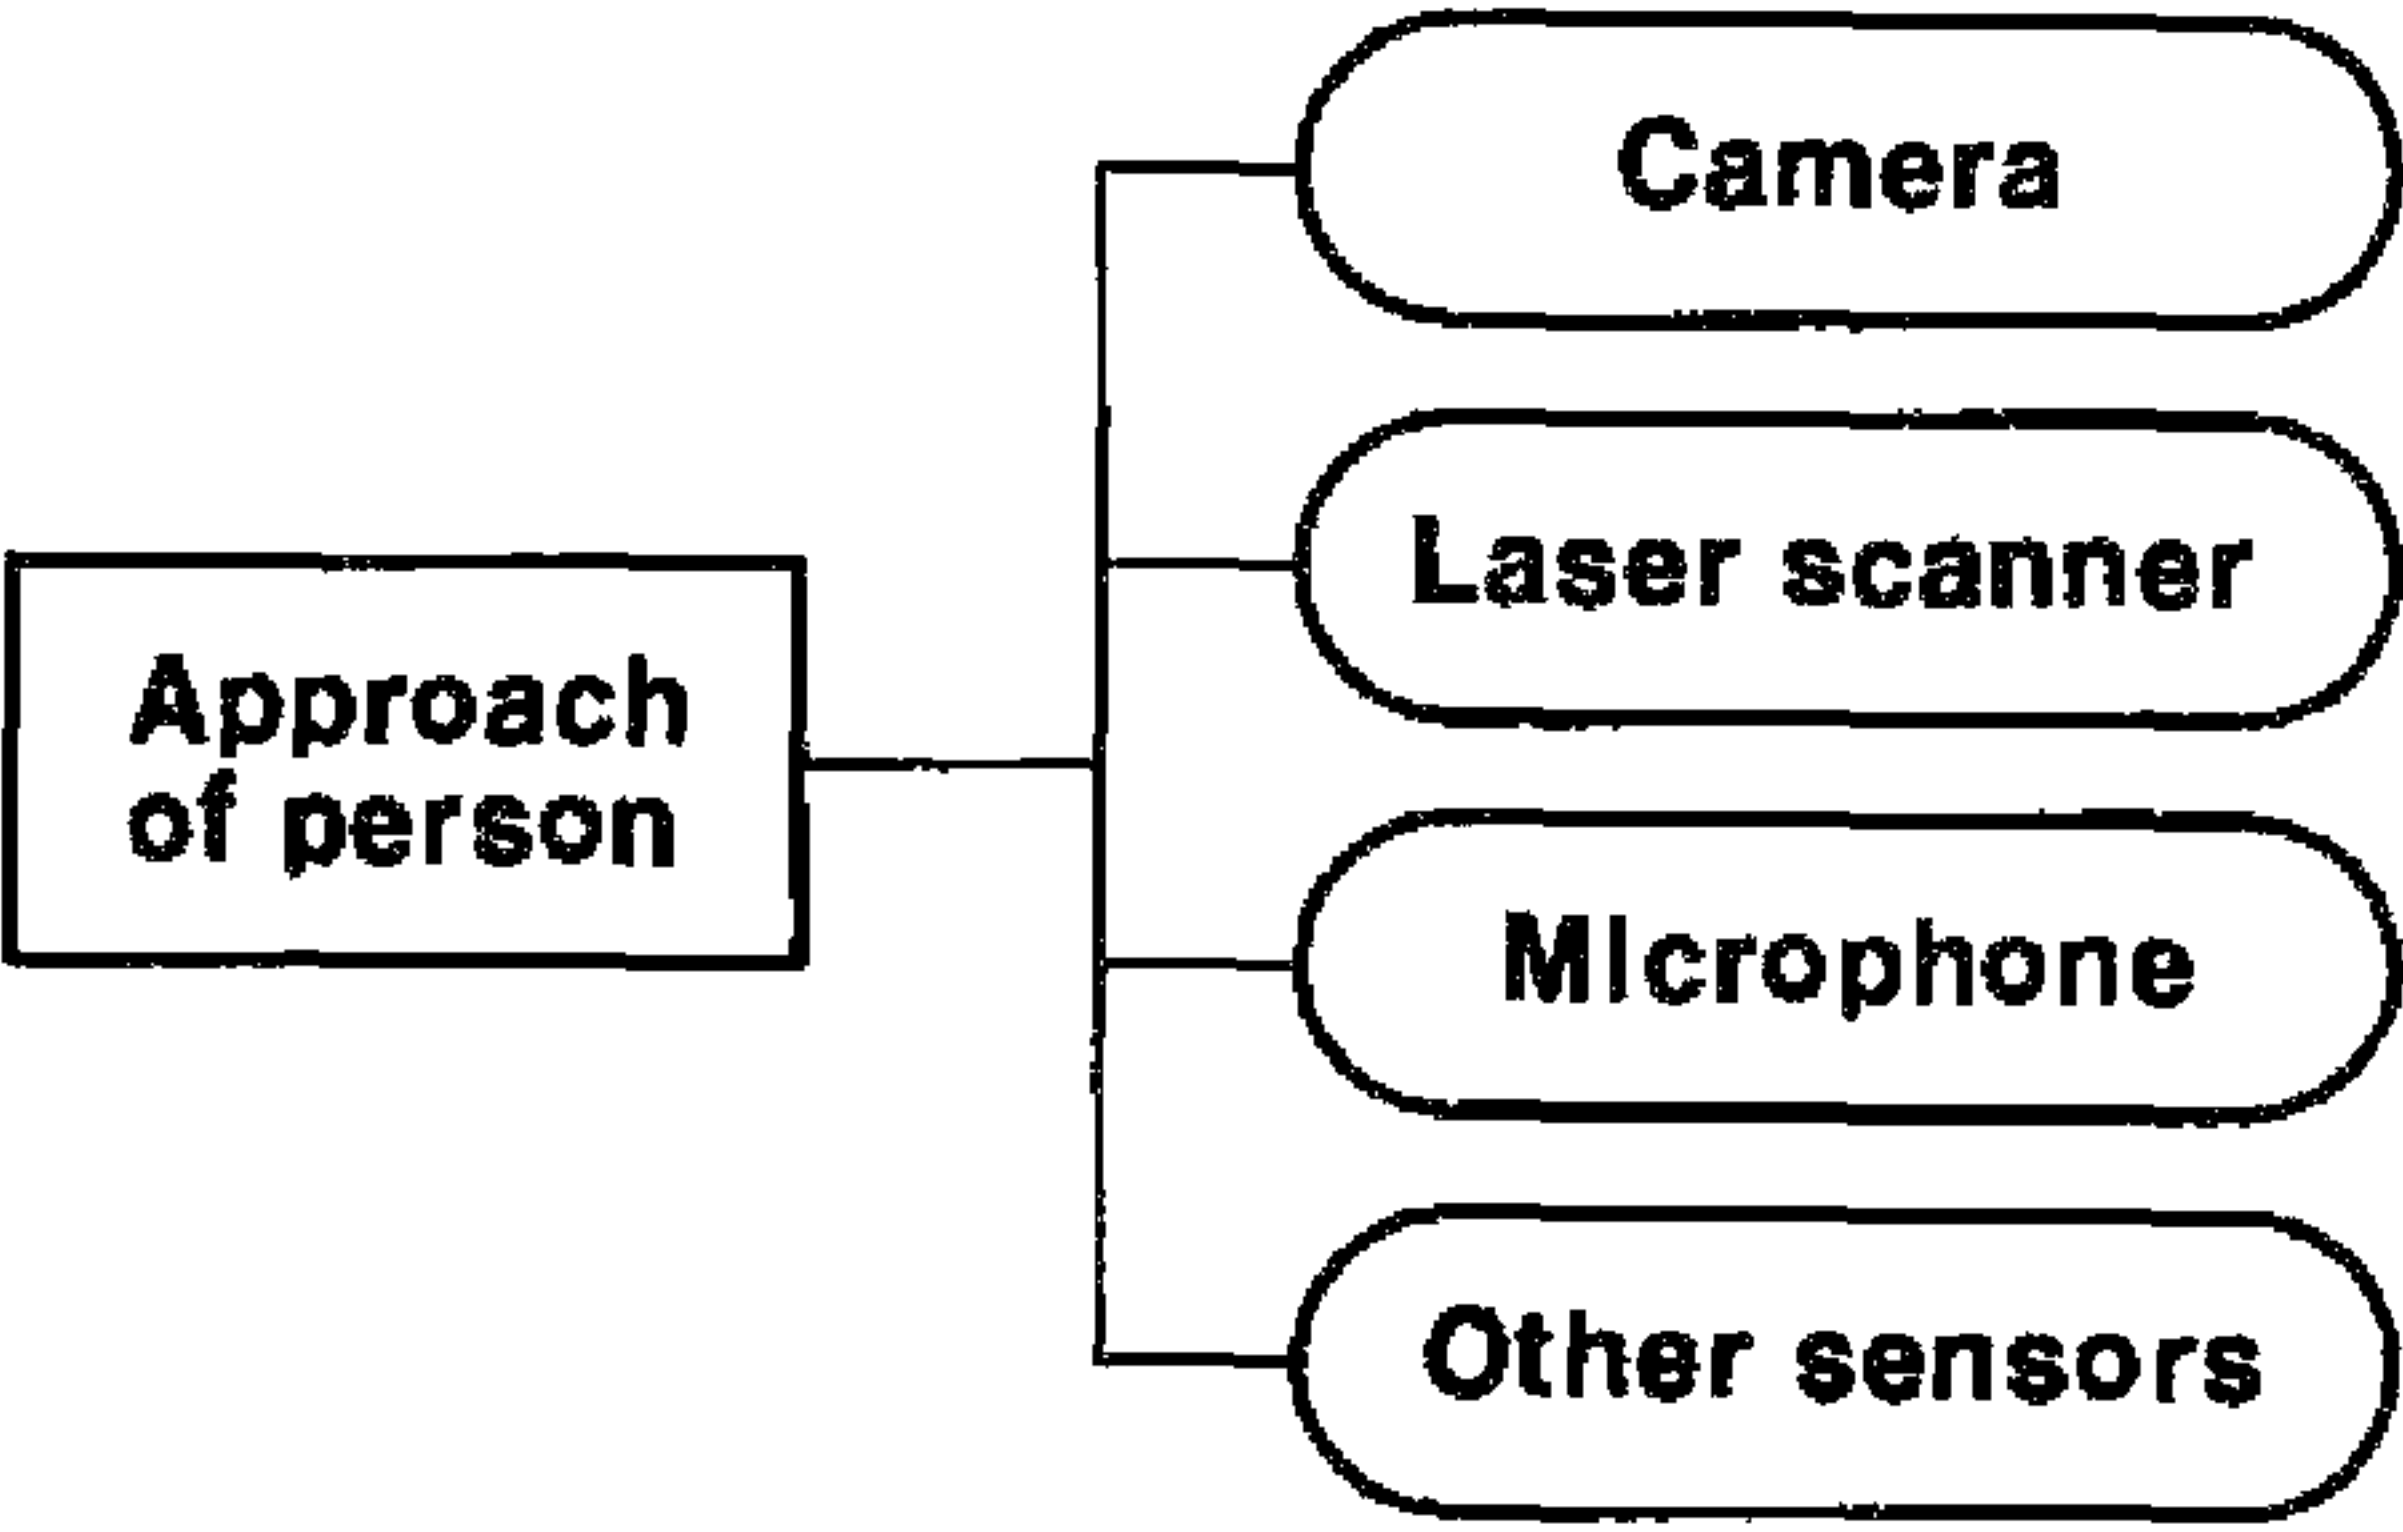 Camera
Laser scanner
Approach
of person
Microphone
Other sensors